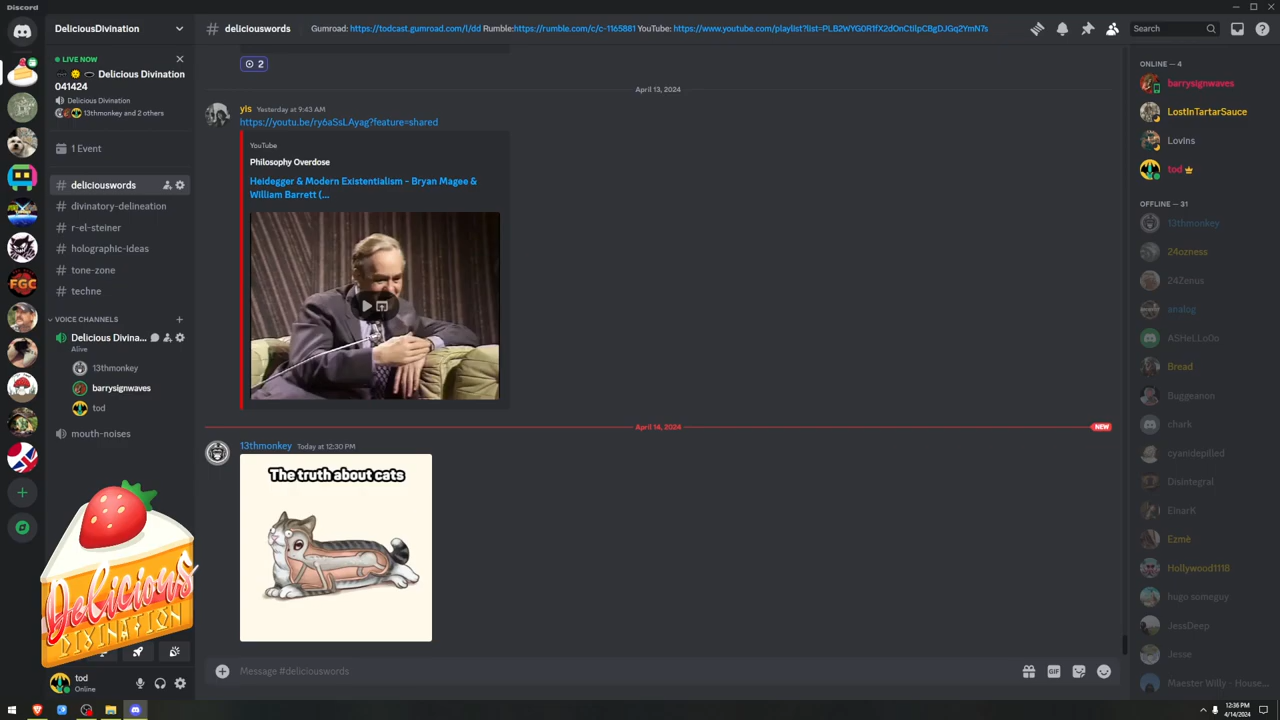 Discord
DeliciousDivination
LIVE NOW
Delicious Divination
041424
Delicious Divination
13thmonkey and 2 others
1 Event
deliciouswords
divinatory-delineation
r-el-steiner
holographic-ideas
tone-zone
techne
VOICE CHANNELS
Delicious Divina...
Alive
13thmonkey
barrysignwaves
tod
mouth-noises
FGC
Delicious
DIVINATION
tod
Online
deliciouswords
Gumroad: https://todcast.gumroad.com/l/dd Rumble:https://rumble.com/c/c-1165881 YouTube: https://www.youtube.com/playlist?list=PLB2WYG0R1fX2dOnCtilpCBgDJGq2YmN7s
Search
2
April 13, 2024
yis Yesterday at 9:43 AM
https://youtu.be/ry6aSsLAyag?feature=shared
YouTube
Philosophy Overdose
Heidegger & Modern Existentialism - Bryan Magee &
William Barrett (...
April 14, 2024
NEW
13thmonkey Today at 12:30 PM
The truth about cats
Message #deliciouswords
GIF
ONLINE — 4
barrysignwaves
LostInTartarSauce
Lovins
tod
OFFLINE — 31
13thmonkey
24ozness
24Zenus
analog
ASHeLLo0o
Bread
Buggeanon
chark
cyanidepilled
Disintegral
EinarK
Ezmè
Hollywood1118
hugo someguy
JessDeep
Jesse
Maester Willy - House...
12:36 PM
4/14/2024